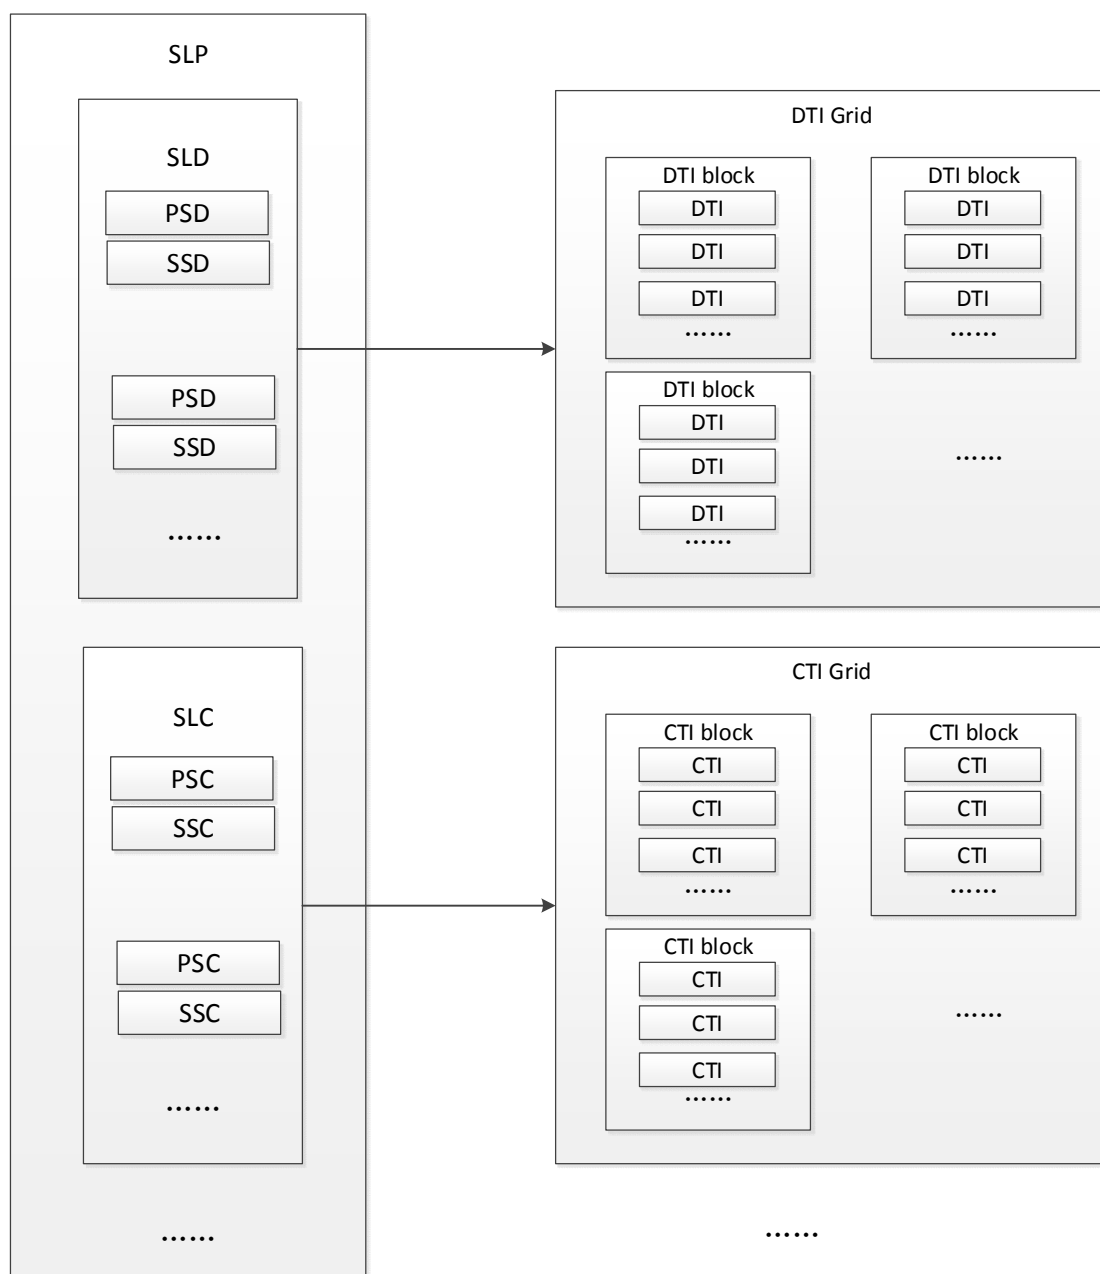 SLP
SLD
PSD
SSD
PSD
SSD
......
SLC
PSC
SSC
PSC
SSC
......
......
DTI Grid
DTI block
DTI
DTI
DTI
......
DTI block
DTI
DTI
DTI
......
DTI block
DTI
DTI
DTI
......
......
CTI Grid
CTI block
CTI
CTI
CTI
......
CTI block
CTI
CTI
CTI
......
CTI block
CTI
CTI
CTI
......
......
......